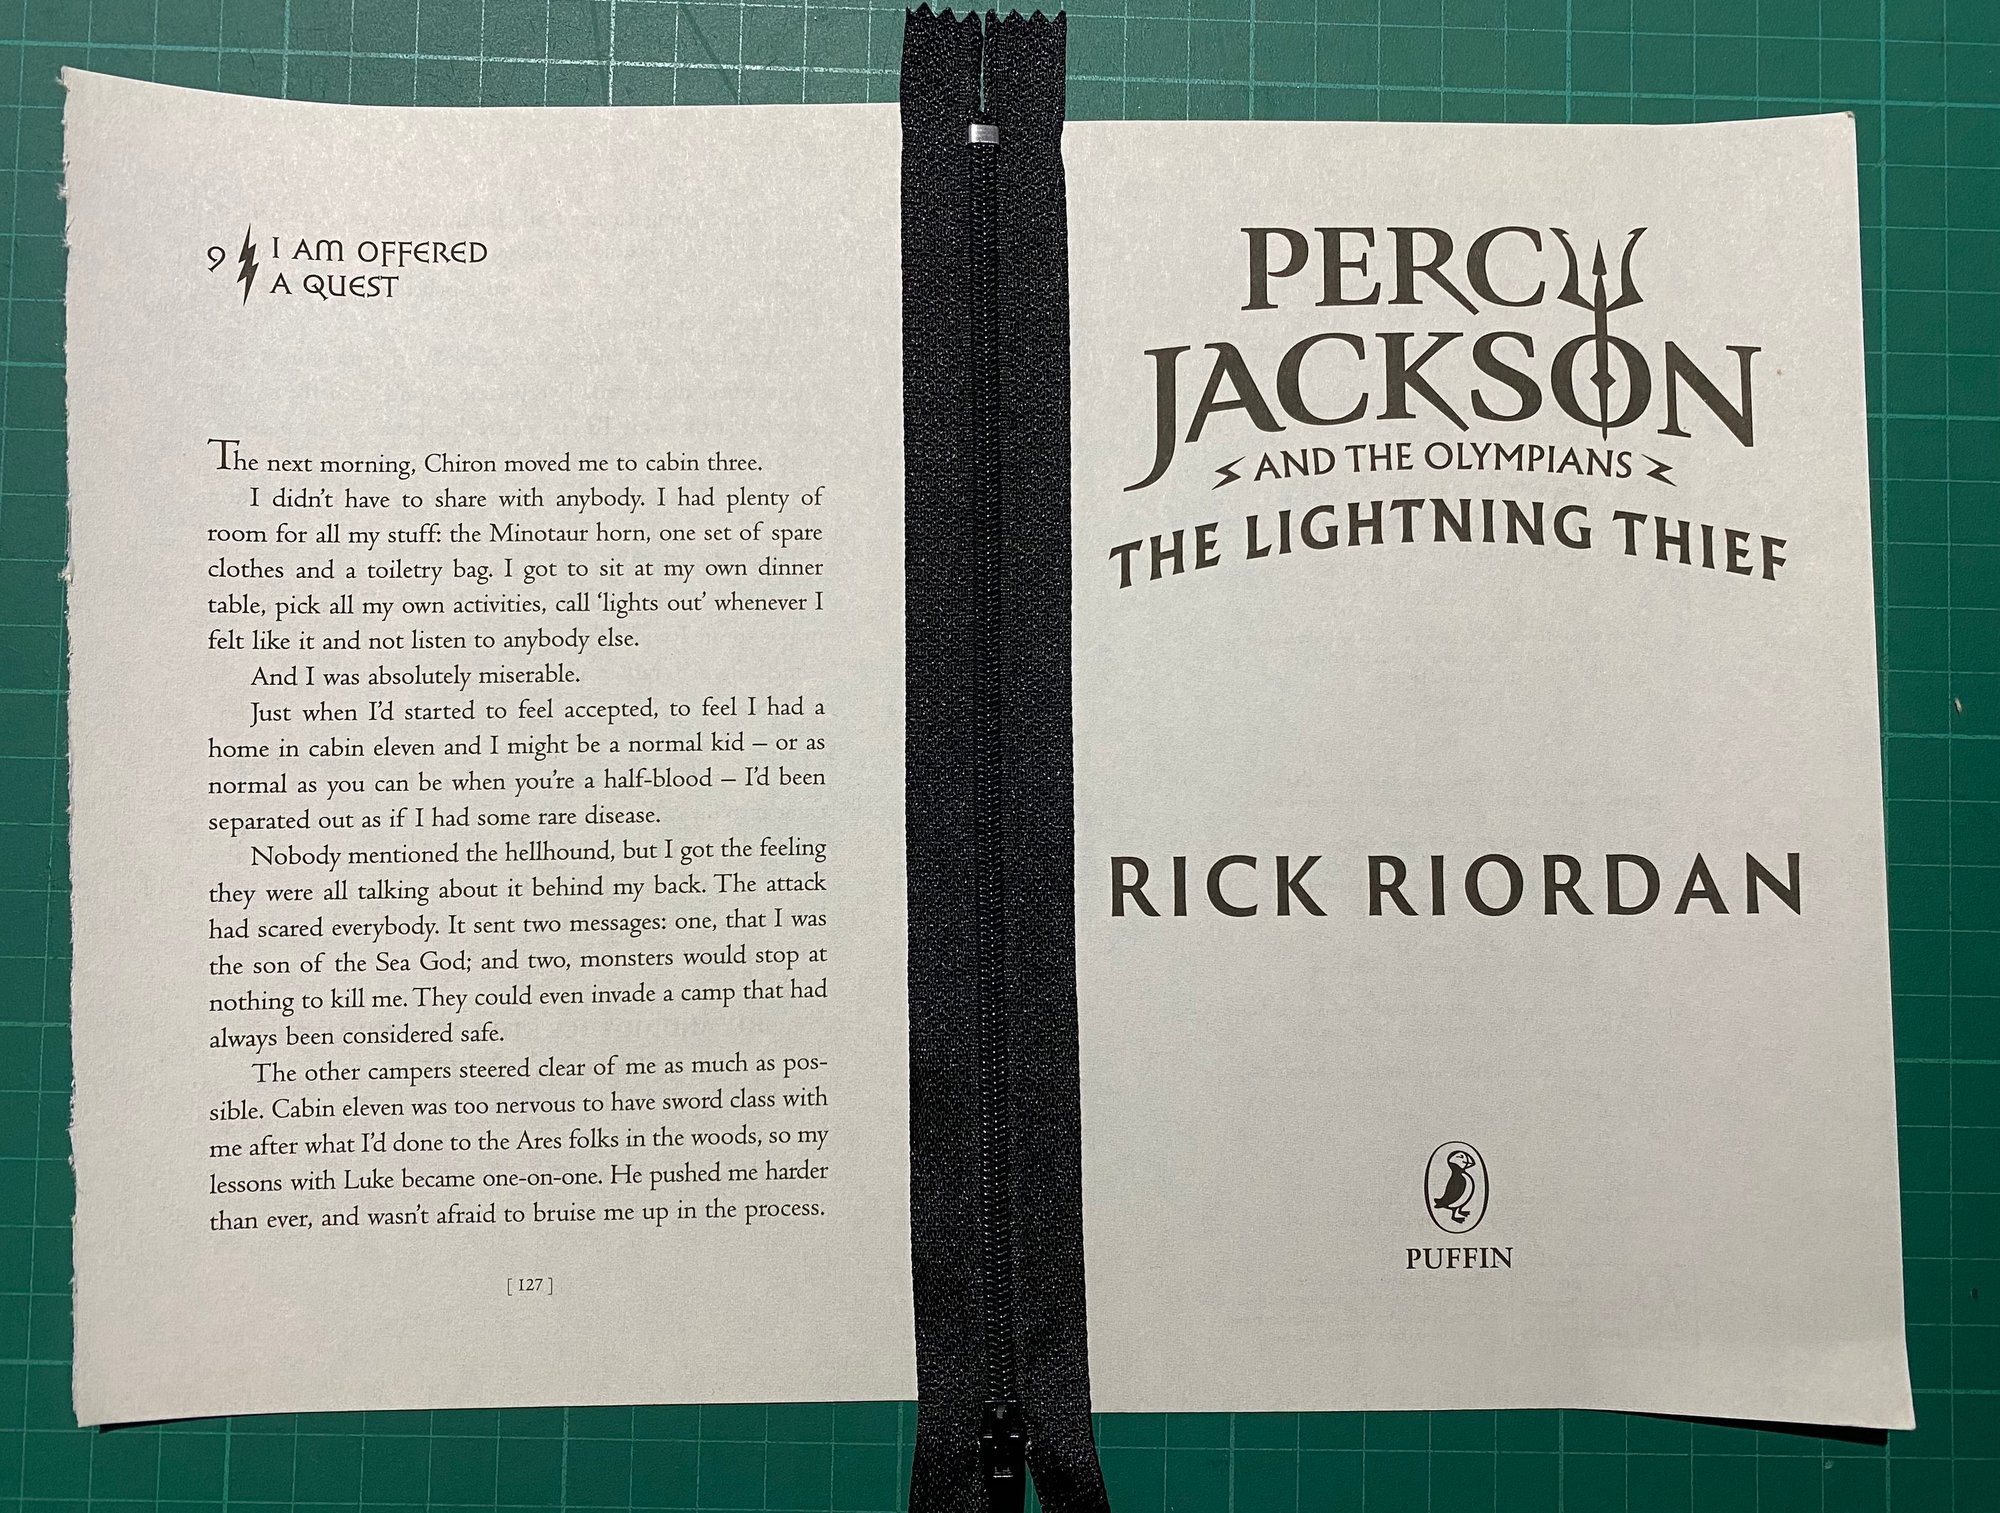 9 I AM OFFERED
A QUEST
The next morning, Chiron moved me to cabin three.
I didn't have to share with anybody. I had plenty of
room for all my stuff: the Minotaur horn, one set of spare
clothes and a toiletry bag. I got to sit at my own dinner
table, pick all my own activities, call ‘lights out’ whenever I
felt like it and not listen to anybody else.
And I was absolutely miserable.
Just when I'd started to feel accepted, to feel I had a
home in cabin eleven and I might be a normal kid – or as
normal as you can be when you're a half-blood – I'd been
separated out as if I had some rare disease.
Nobody mentioned the hellhound, but I got the feeling
they were all talking about it behind my back. The attack
had scared everybody. It sent two messages: one, that I was
the son of the Sea God; and two, monsters would stop at
nothing to kill me. They could even invade a camp that had
always been considered safe.
The other campers steered clear of me as much as pos-
sible. Cabin eleven was too nervous to have sword class with
me after what I'd done to the Ares folks in the woods, so my
lessons with Luke became one-on-one. He pushed me harder
than ever, and wasn't afraid to bruise me up in the process.
[ 127 ]
PERCY
JACKSON
AND THE OLYMPIANS
THE LIGHTNING THIEF
RICK RIORDAN
PUFFIN